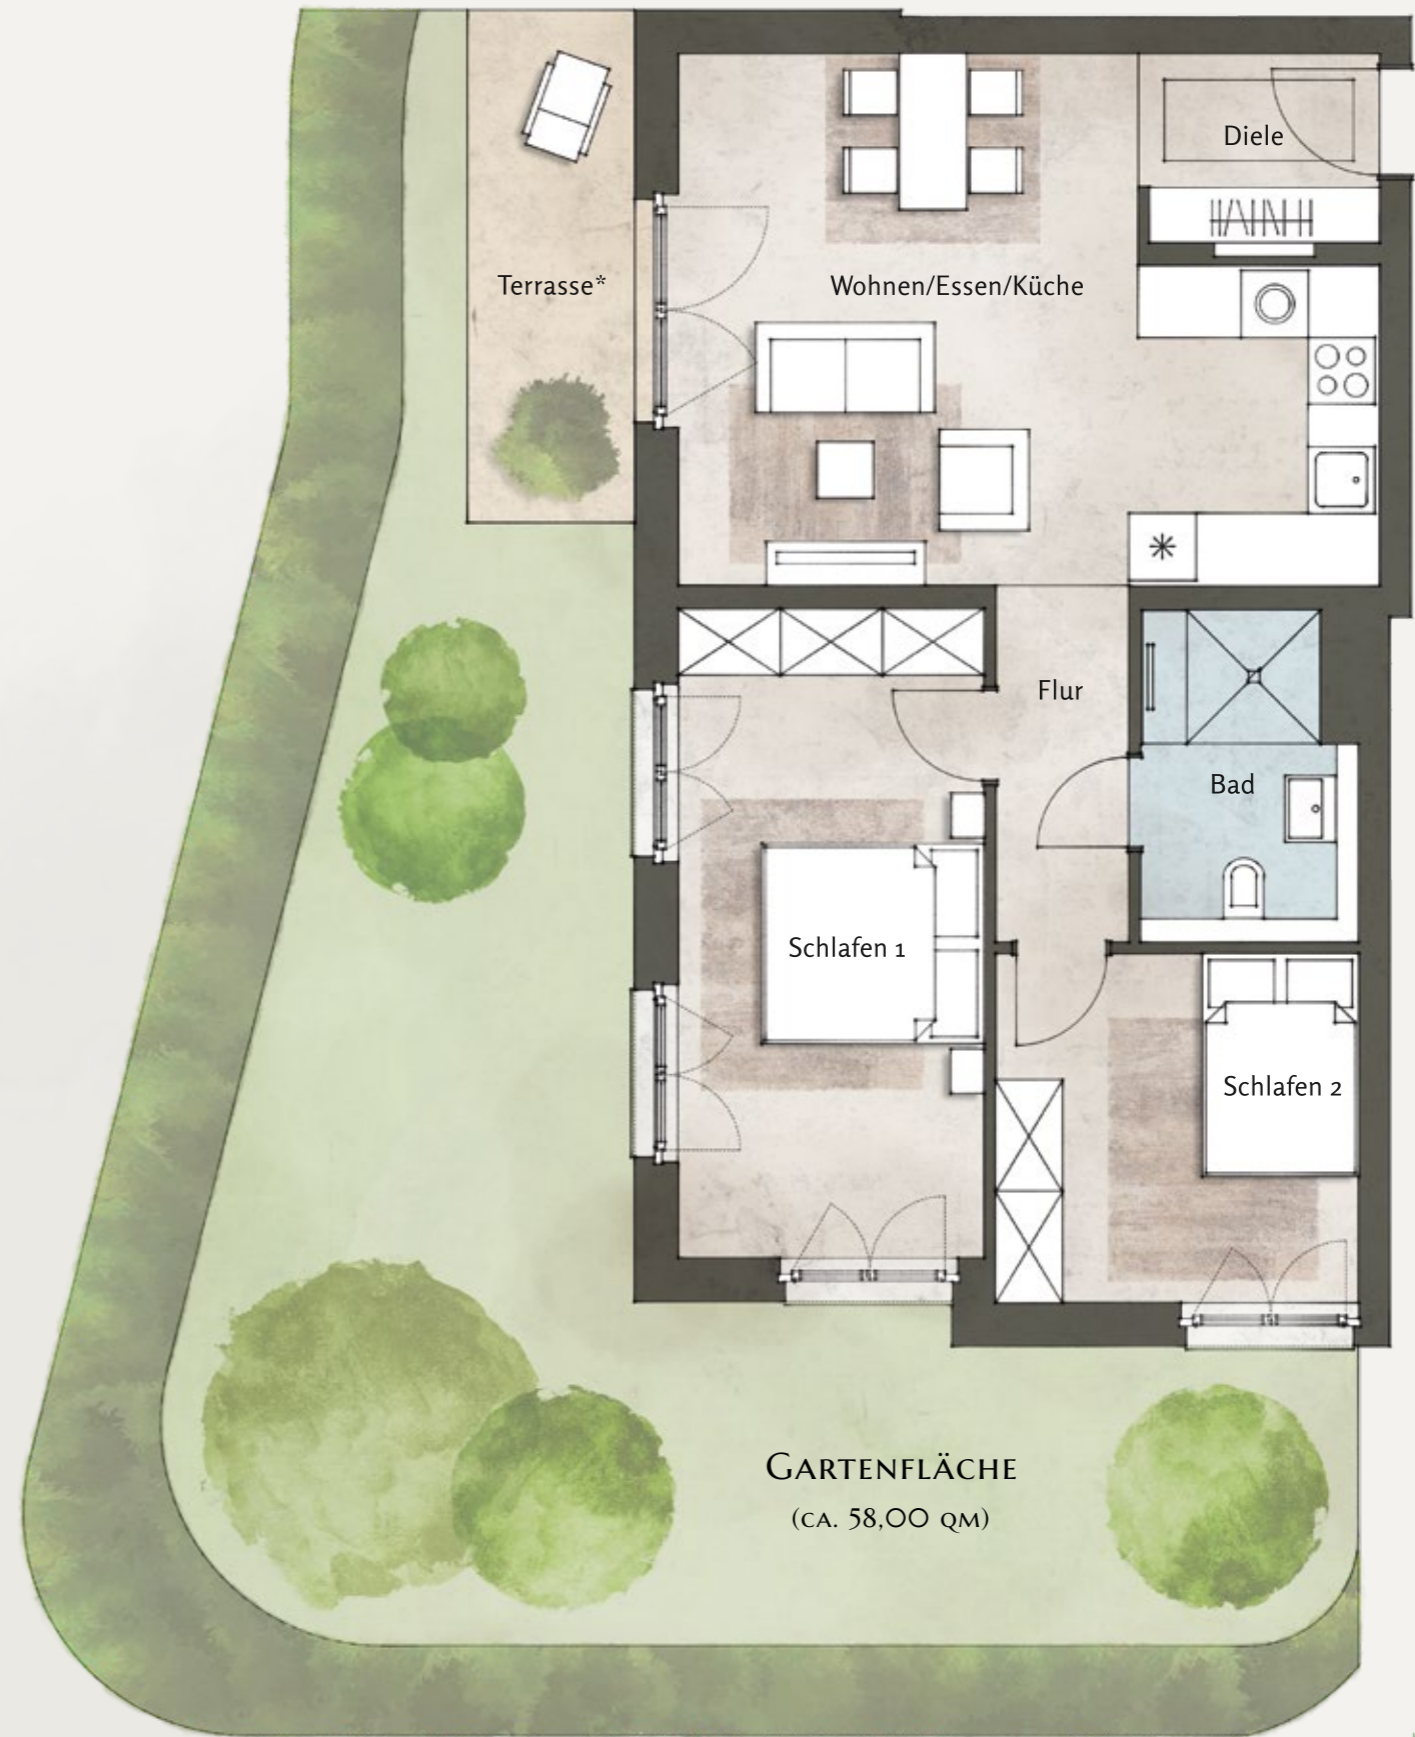 Diele
Terrasse*
Wohnen/Essen/Küche
Flur
Bad
Schlafen 1
Schlafen 2
GARTENFLÄCHE
(CA. 58,00 QM)